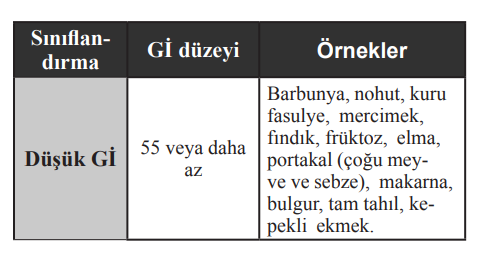 Sınıflan-
dırma
Gİ düzeyi
Örnekler
Düşük Gİ
55 veya daha
az
Barbunya, nohut, kuru
fasulye, mercimek,
fındık, früktoz, elma,
portakal (çoğu mey-
ve ve sebze), makarna,
bulgur, tam tahıl, ke-
pekli ekmek.